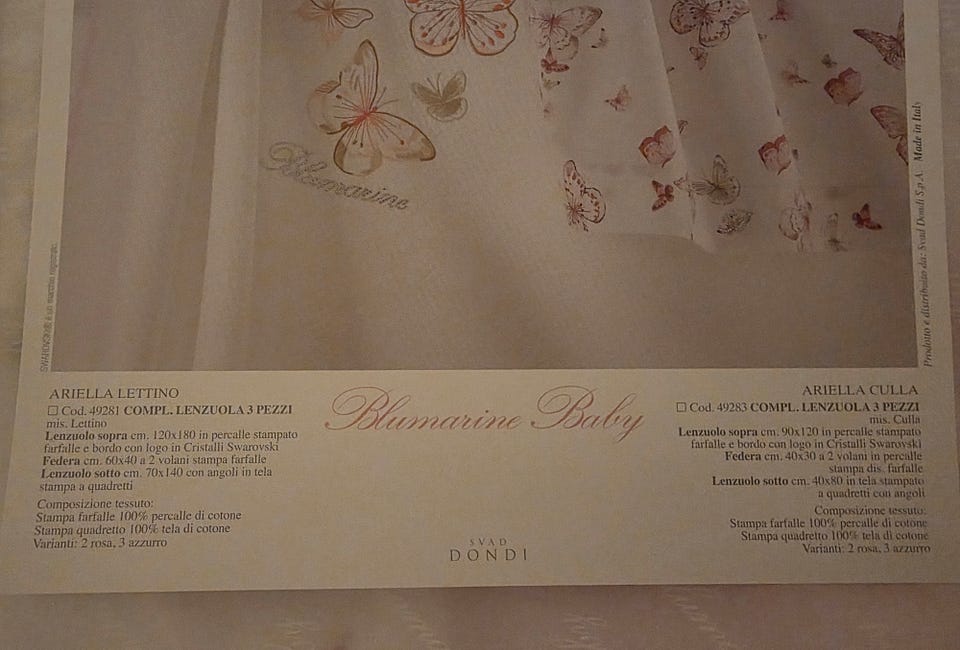 Blumarine
SWAROVSKI® è un marchio registrato.
Prodotto e distribuito da: Svad Dondi S.p.A. Made in Italy
ARIELLA LETTINO
☐ Cod. 49281 COMPL. LENZUOLA 3 PEZZI
mis. Lettino
Lenzuolo sopra cm. 120x180 in percalle stampato
farfalle e bordo con logo in Cristalli Swarovski
Federa cm. 60x40 a 2 volani stampa farfalle
Lenzuolo sotto cm. 70x140 con angoli in tela
stampa a quadretti
Composizione tessuto:
Stampa farfalle 100% percalle di cotone
Stampa quadretto 100% tela di cotone
Varianti: 2 rosa, 3 azzurro
Blumarine Baby
SVAD
DONDI
ARIELLA CULLA
☐ Cod. 49283 COMPL. LENZUOLA 3 PEZZI
mis. Culla
Lenzuolo sopra cm. 90x120 in percalle stampato
farfalle e bordo con logo in Cristalli Swarovski
Federa cm. 40x30 a 2 volani in percalle
stampa dis. farfalle
Lenzuolo sotto cm. 40x80 in tela stampato
a quadretti con angoli
Composizione tessuto:
Stampa farfalle 100% percalle di cotone
Stampa quadretto 100% tela di cotone
Varianti: 2 rosa, 3 azzurro